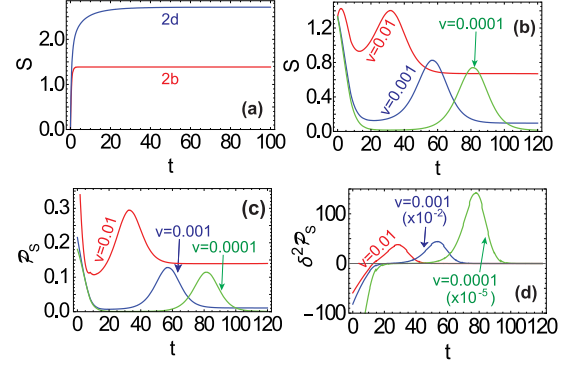 2.0
1.0
0.0
S
2d
2b
(a)
0 20 40 60 80 100
t
1.2
0.8
0.4
0.0
S
v=0.01
v=0.001
v=0.0001
(b)
0 20 40 60 80 100 120
t
0.3
0.2
0.1
0.0
𝒫S
v=0.01
v=0.001
v=0.0001
(c)
0 20 40 60 80 100 120
t
100
0
−100
δ²𝒫S
v=0.01
v=0.001
(x10⁻²)
v=0.0001
(x10⁻⁵)
(d)
0 20 40 60 80 100 120
t